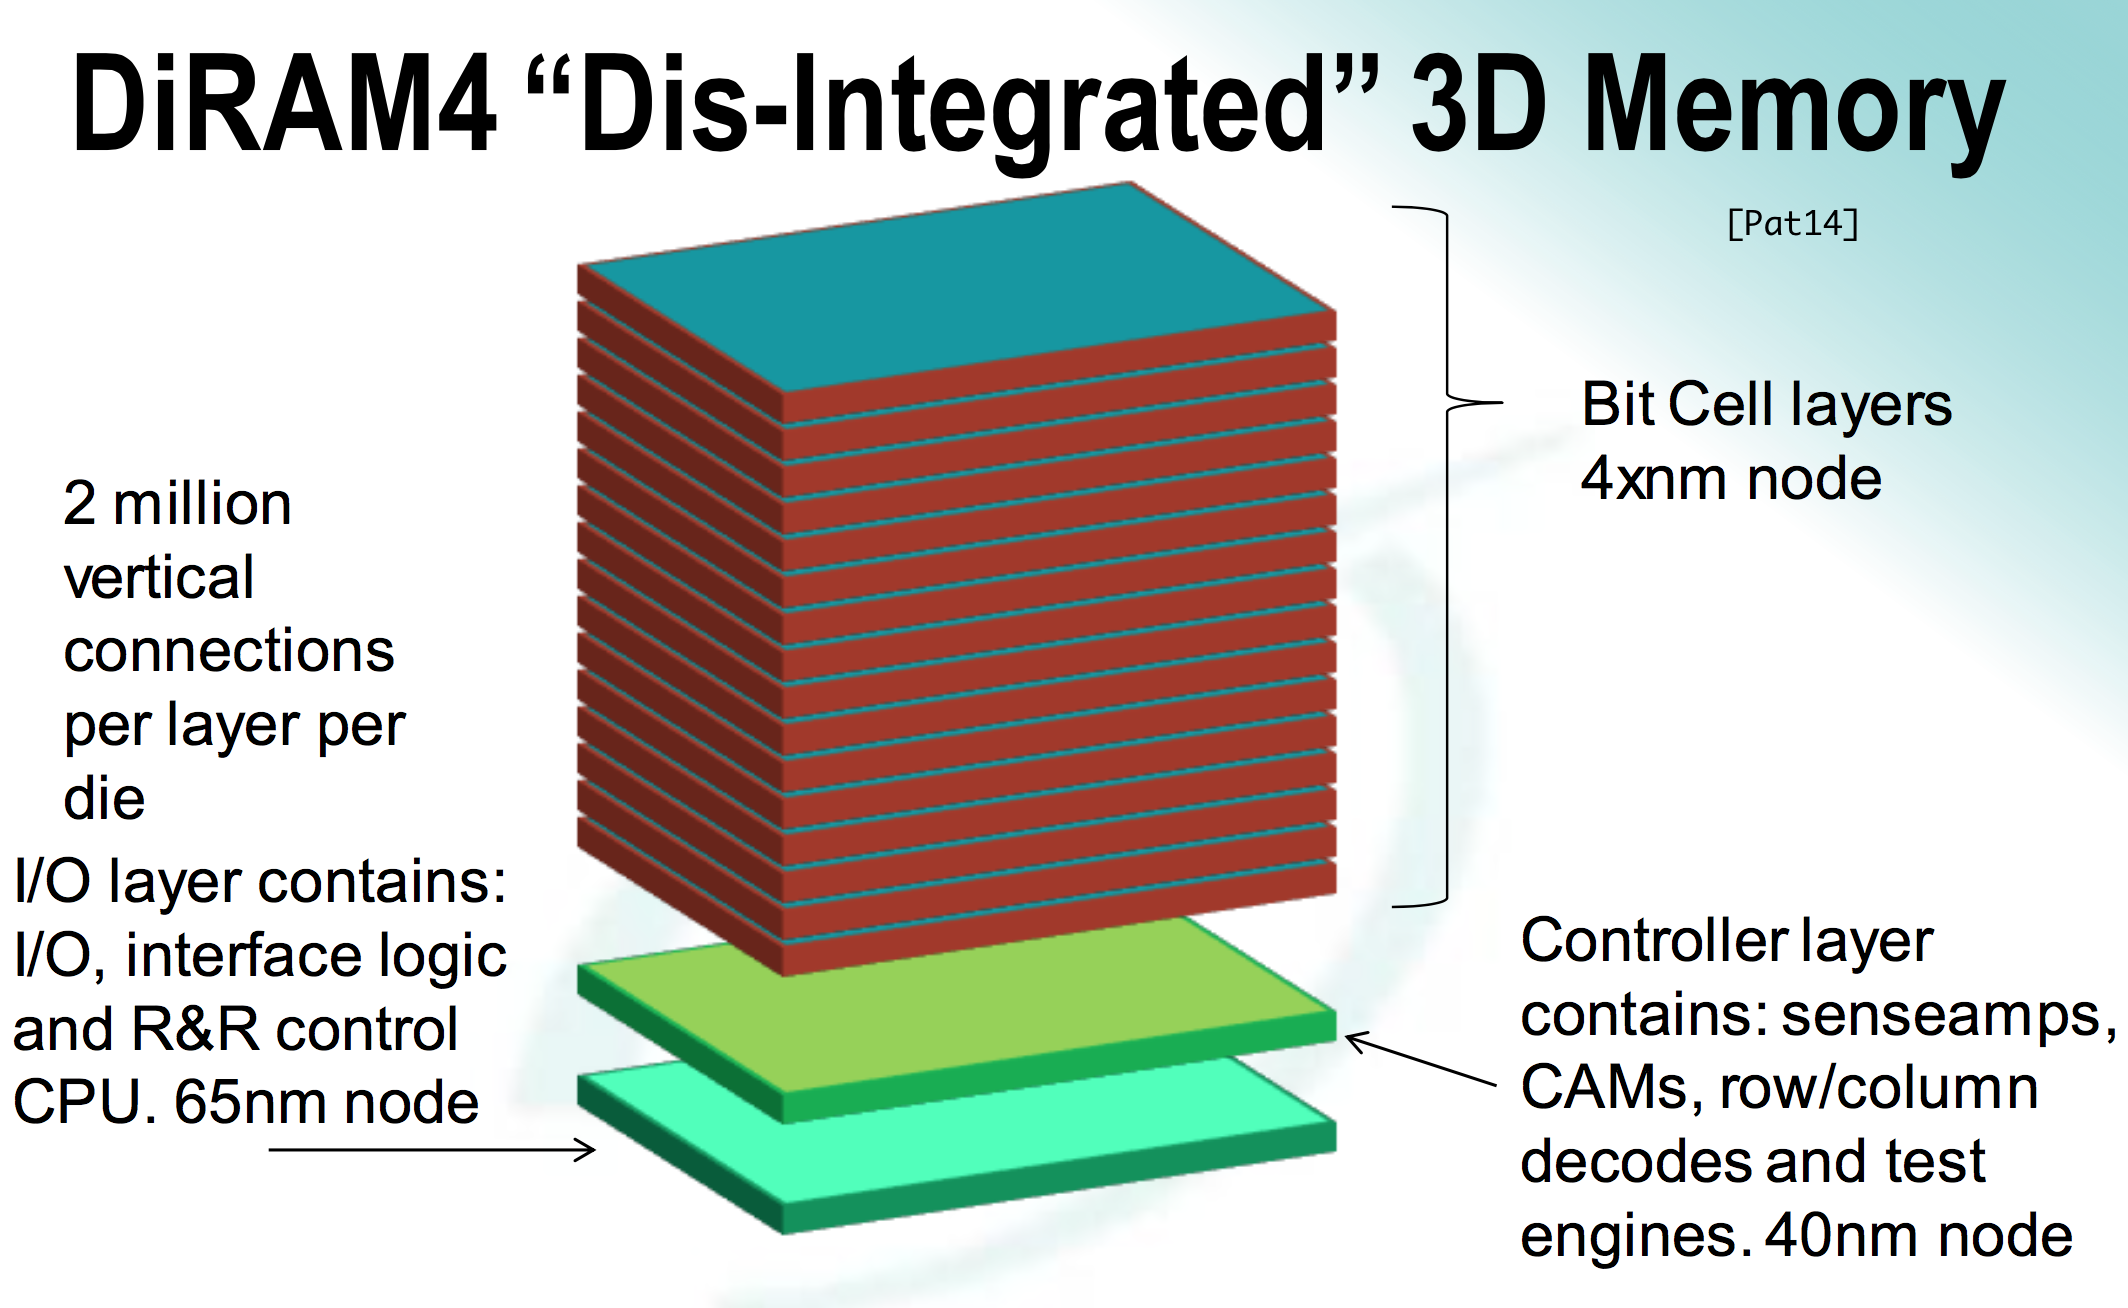 DiRAM4 “Dis-Integrated” 3D Memory
[Pat14]
Bit Cell layers
4xnm node
2 million
vertical
connections
per layer per
die
I/O layer contains:
I/O, interface logic
and R&R control
CPU. 65nm node
Controller layer
contains: senseamps,
CAMs, row/column
decodes and test
engines. 40nm node